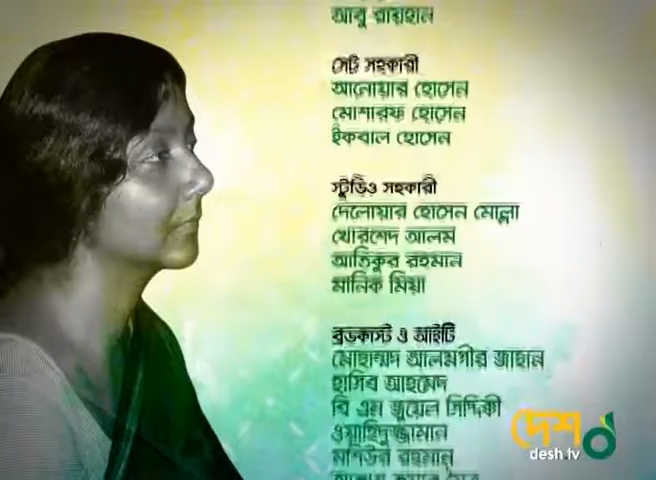 আবু রায়হান
সেট সহকারী
আনোয়ার হোসেন
মোশারফ হোসেন
ইকবাল হোসেন
স্টুডিও সহকারী
দেলোয়ার হোসেন মোল্লা
খোরশেদ আলম
আতিকুর রহমান
মানিক মিয়া
ব্রডকাস্ট ও আইটি
মোহাম্মদ আলমগীর জাহান
হাসিব আহমেদ
বি এম জুয়েল সিদ্দিকী
ওয়াহিদুজ্জামান
মশিউর রহমান
দেশ
desh tv